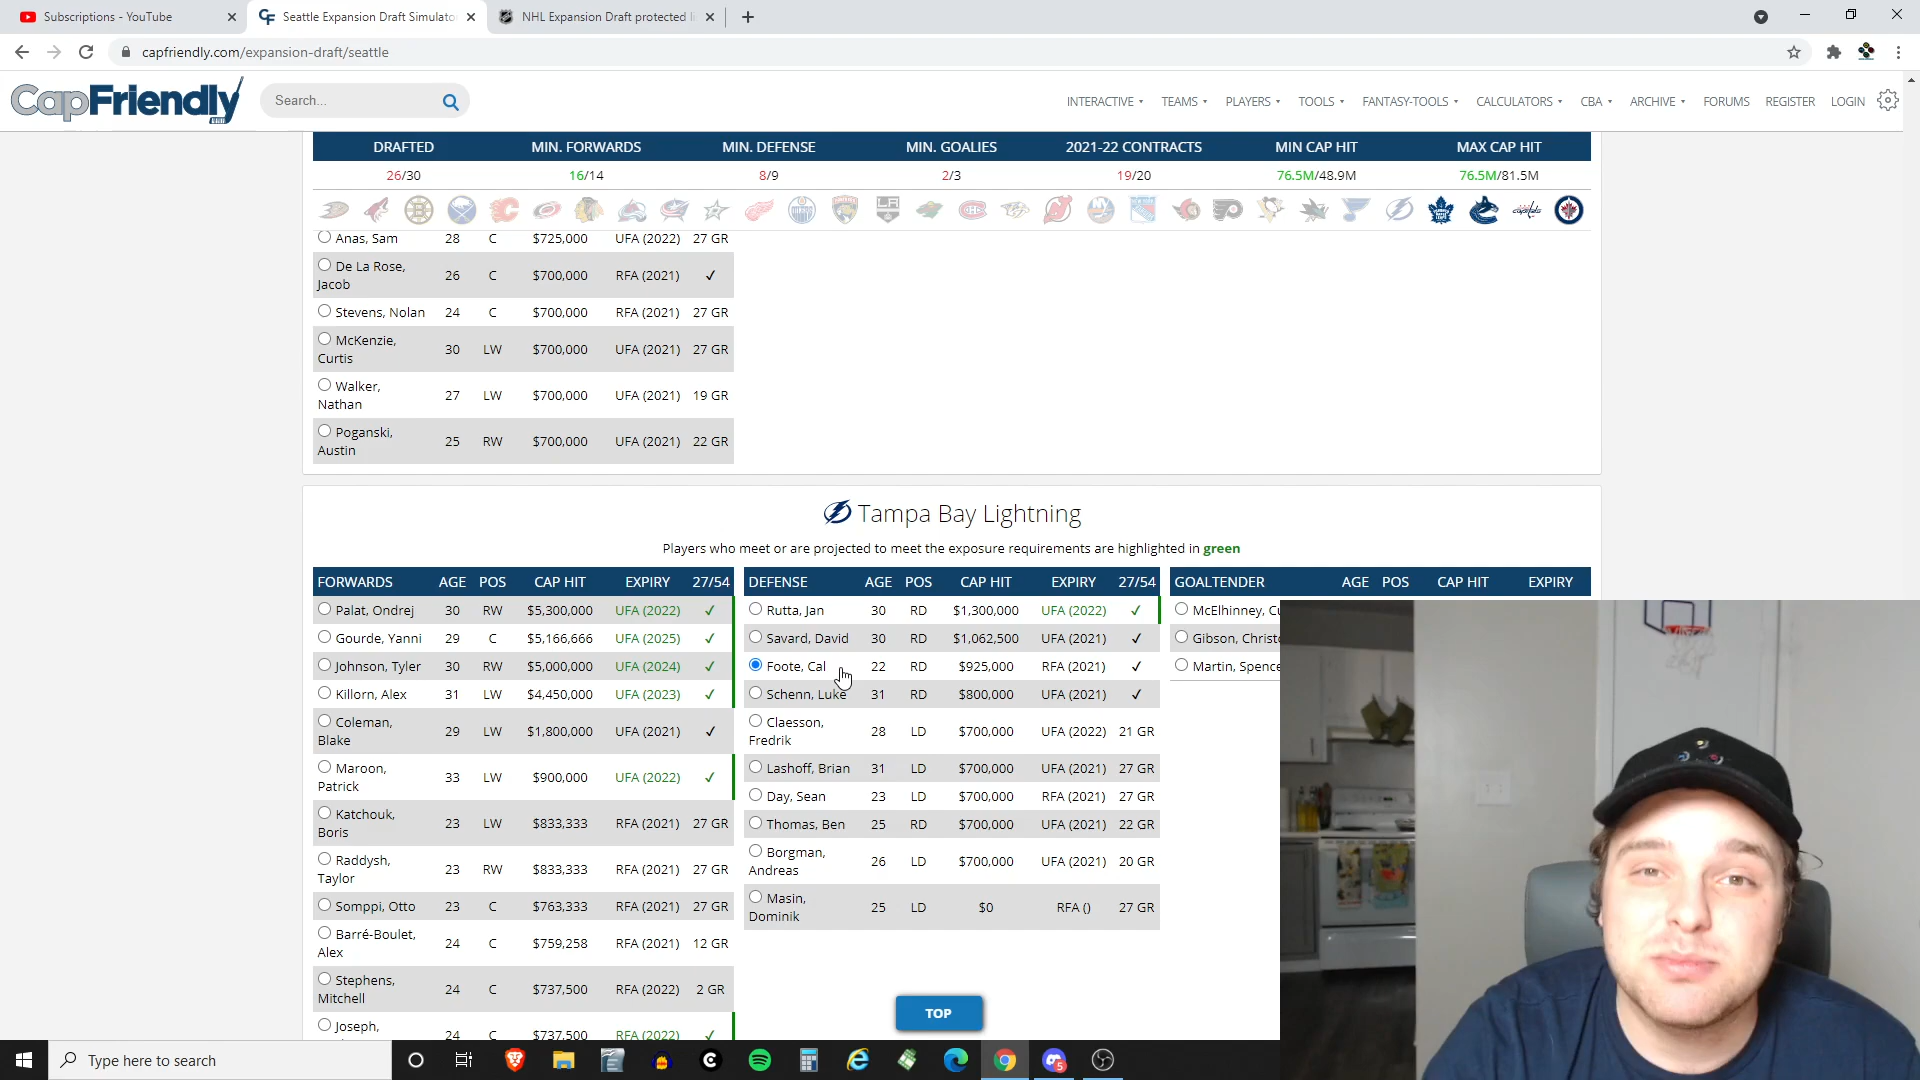 Subscriptions - YouTube
Seattle Expansion Draft Simulato
NHL Expansion Draft protected li
capfriendly.com/expansion-draft/seattle
CapFriendly
Search...
INTERACTIVE TEAMS PLAYERS TOOLS FANTASY-TOOLS CALCULATORS CBA ARCHIVE FORUMS REGISTER LOGIN
DRAFTED MIN. FORWARDS MIN. DEFENSE MIN. GOALIES 2021-22 CONTRACTS MIN CAP HIT MAX CAP HIT
26/30 16/14 8/9 2/3 19/20 76.5M/48.9M 76.5M/81.5M
Anas, Sam 28 C $725,000 UFA (2022) 27 GR
De La Rose, Jacob 26 C $700,000 RFA (2021) ✓
Stevens, Nolan 24 C $700,000 RFA (2021) 27 GR
McKenzie, Curtis 30 LW $700,000 UFA (2021) 27 GR
Walker, Nathan 27 LW $700,000 UFA (2021) 19 GR
Poganski, Austin 25 RW $700,000 UFA (2021) 22 GR
Tampa Bay Lightning
Players who meet or are projected to meet the exposure requirements are highlighted in green
FORWARDS AGE POS CAP HIT EXPIRY 27/54
Palat, Ondrej 30 RW $5,300,000 UFA (2022) ✓
Gourde, Yanni 29 C $5,166,666 UFA (2025) ✓
Johnson, Tyler 30 RW $5,000,000 UFA (2024) ✓
Killorn, Alex 31 LW $4,450,000 UFA (2023) ✓
Coleman, Blake 29 LW $1,800,000 UFA (2021) ✓
Maroon, Patrick 33 LW $900,000 UFA (2022) ✓
Katchouk, Boris 23 LW $833,333 RFA (2021) 27 GR
Raddysh, Taylor 23 RW $833,333 RFA (2021) 27 GR
Somppi, Otto 23 C $763,333 RFA (2021) 27 GR
Barré-Boulet, Alex 24 C $759,258 RFA (2021) 12 GR
Stephens, Mitchell 24 C $737,500 RFA (2022) 2 GR
Joseph, 24 C $737,500 RFA (2022) ✓
DEFENSE AGE POS CAP HIT EXPIRY 27/54
Rutta, Jan 30 RD $1,300,000 UFA (2022) ✓
Savard, David 30 RD $1,062,500 UFA (2021) ✓
Foote, Cal 22 RD $925,000 RFA (2021) ✓
Schenn, Luke 31 RD $800,000 UFA (2021) ✓
Claesson, Fredrik 28 LD $700,000 UFA (2022) 21 GR
Lashoff, Brian 31 LD $700,000 UFA (2021) 27 GR
Day, Sean 23 LD $700,000 RFA (2021) 27 GR
Thomas, Ben 25 RD $700,000 UFA (2021) 22 GR
Borgman, Andreas 26 LD $700,000 UFA (2021) 20 GR
Masin, Dominik 25 LD $0 RFA () 27 GR
GOALTENDER AGE POS CAP HIT EXPIRY
McElhinney, Cu
Gibson, Christo
Martin, Spence
TOP
Type here to search